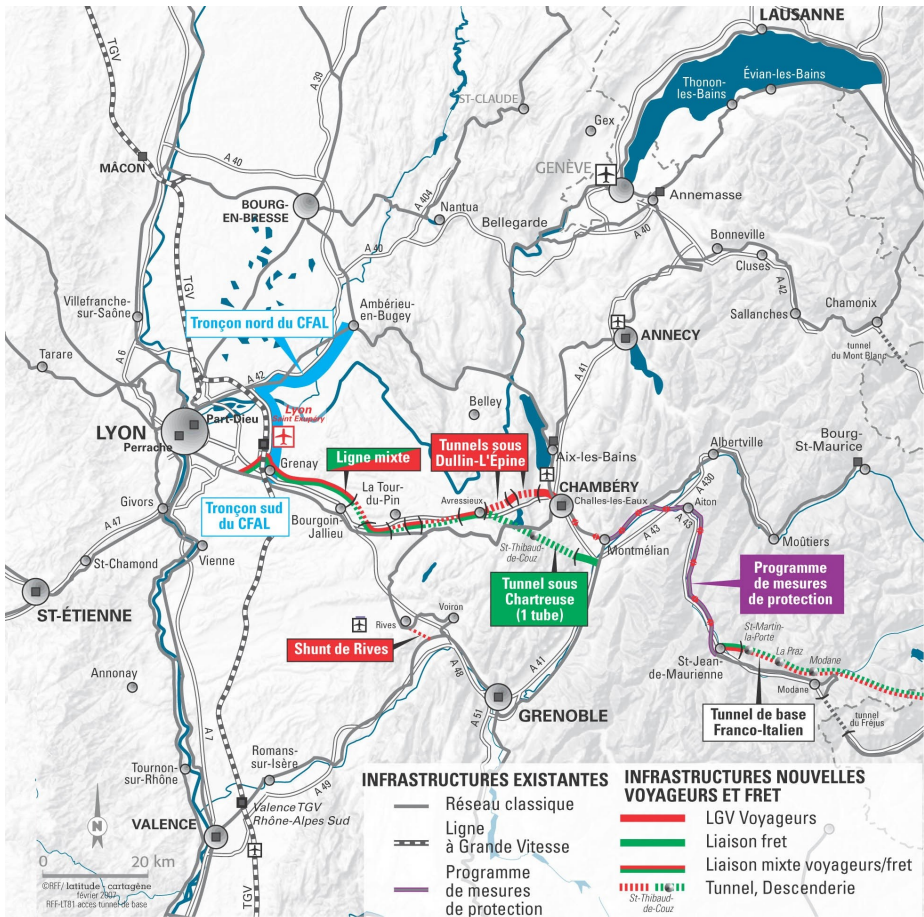 LAUSANNE
Thonon-
les-Bains
Évian-les-Bains
ST-CLAUDE
Gex
GENÈVE
Annemasse
TGV
A 39
A 40
MÂCON
BOURG-
EN-BRESSE
A 404
Nantua
Bellegarde
A 40
A 40
Bonneville
Cluses
A 42
Sallanches
Chamonix
tunnel
du Mont Blanc
TGV
Villefranche-
sur-Saône
Ambérieu-
en-Bugey
Tronçon nord du CFAL
ANNECY
A 41
Tarare
A 6
A 42
Belley
Lyon
Saint Exupéry
Part-Dieu
LYON
Perrache
Grenay
Ligne mixte
Tunnels sous
Dullin-L'Épine
Aix-les-Bains
Albertville
Bourg-
St-Maurice
CHAMBÉRY
Challes-les-Eaux
A 430
Aiton
La Tour-
du-Pin
Avressieux
Tronçon sud
du CFAL
Bourgoin-
Jallieu
Givors
A 47
St-Chamond
Vienne
St-Thibaud-
de-Couz
Montmélian
A 43
A 43
Moûtiers
ST-ÉTIENNE
Tunnel sous
Chartreuse
(1 tube)
Programme
de mesures
de protection
Rives
Voiron
Shunt de Rives
A 48
A 41
St-Martin-
la-Porte
La Praz
Modane
St-Jean-
de-Maurienne
Modane
Annonay
GRENOBLE
A 51
Tunnel de base
Franco-Italien
tunnel
du Fréjus
A 7
Tournon-
sur-Rhône
Romans-
sur-Isère
A 49
Valence TGV
Rhône-Alpes Sud
VALENCE
TGV
N
0 20 km
©RFF/ latitude - cartagène
février 2007
RFF-LT81 acces tunnel de base
INFRASTRUCTURES EXISTANTES
Réseau classique
Ligne
à Grande Vitesse
Programme
de mesures
de protection
INFRASTRUCTURES NOUVELLES
VOYAGEURS ET FRET
LGV Voyageurs
Liaison fret
Liaison mixte voyageurs/fret
Tunnel, Descenderie
St-Thibaud-
de-Couz